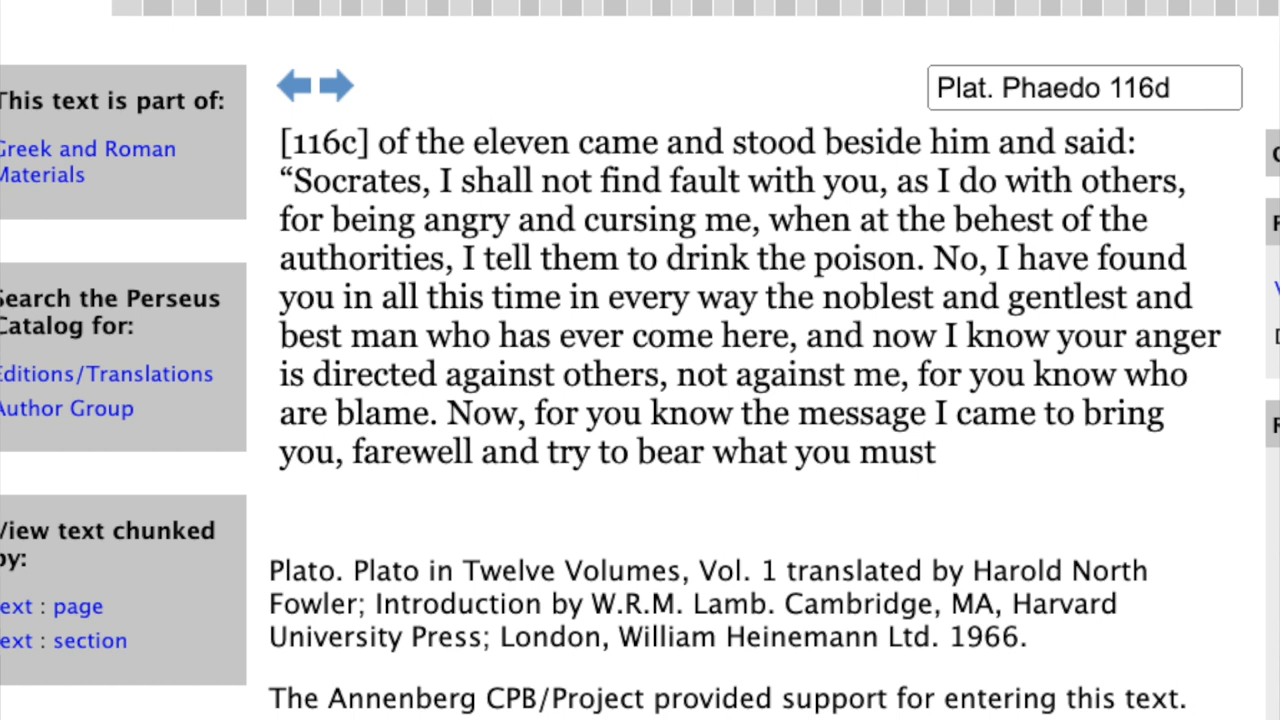 This text is part of:
Greek and Roman
Materials
Search the Perseus
Catalog for:
Editions/Translations
Author Group
View text chunked
by:
text : page
text : section
Plat. Phaedo 116d
[116c] of the eleven came and stood beside him and said:
“Socrates, I shall not find fault with you, as I do with others,
for being angry and cursing me, when at the behest of the
authorities, I tell them to drink the poison. No, I have found
you in all this time in every way the noblest and gentlest and
best man who has ever come here, and now I know your anger
is directed against others, not against me, for you know who
are blame. Now, for you know the message I came to bring
you, farewell and try to bear what you must
Plato. Plato in Twelve Volumes, Vol. 1 translated by Harold North
Fowler; Introduction by W.R.M. Lamb. Cambridge, MA, Harvard
University Press; London, William Heinemann Ltd. 1966.
The Annenberg CPB/Project provided support for entering this text.